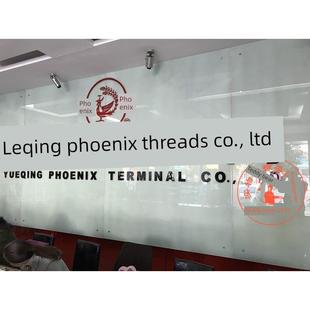 Pho
enix
Pho
enix
Leqing phoenix threads co., ltd
YUEQING PHOENIX TERMINAL CO.,